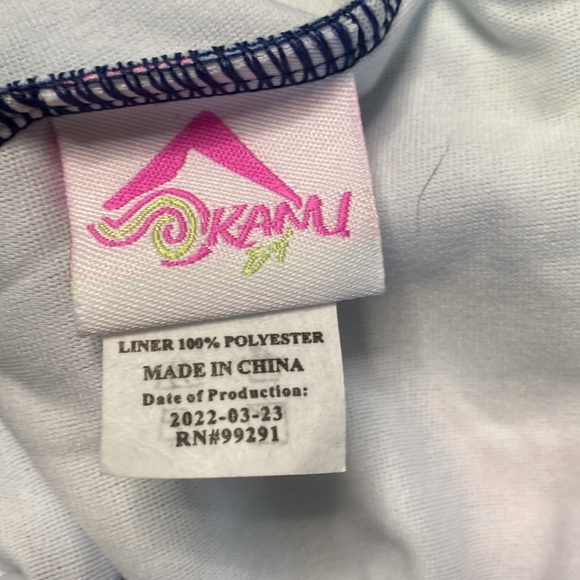 KAMU
LINER 100% POLYESTER
MADE IN CHINA
Date of Production:
2022-03-23
RN#99291